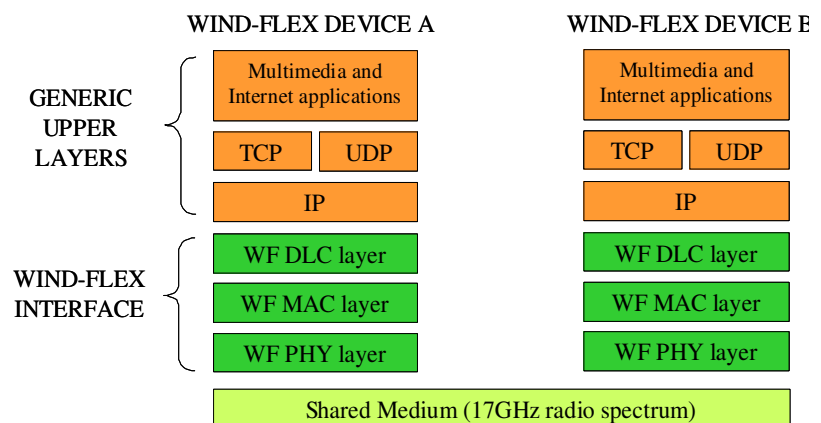 WIND-FLEX DEVICE A
WIND-FLEX DEVICE B
GENERIC
UPPER
LAYERS
Multimedia and
Internet applications
TCP
UDP
IP
WIND-FLEX
INTERFACE
WF DLC layer
WF MAC layer
WF PHY layer
Multimedia and
Internet applications
TCP
UDP
IP
WF DLC layer
WF MAC layer
WF PHY layer
Shared Medium (17GHz radio spectrum)